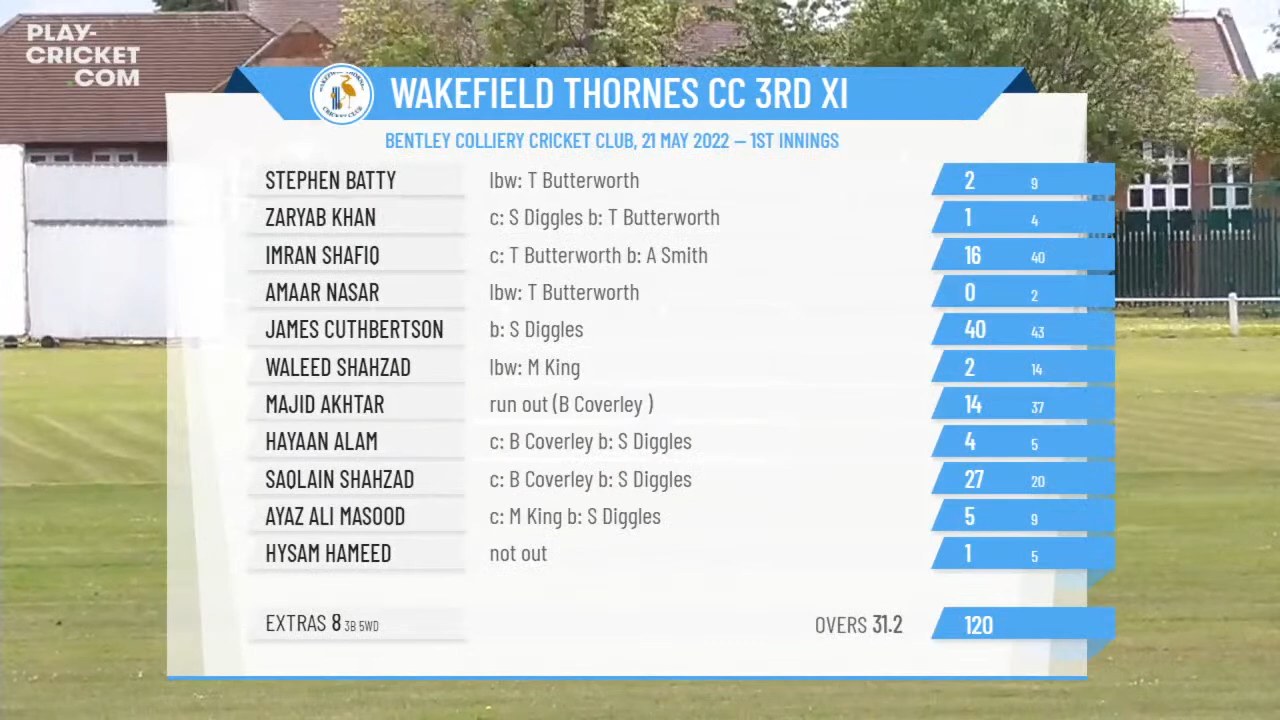 PLAY-
CRICKET
.COM
WAKEFIELD THORNES CC 3RD XI
BENTLEY COLLIERY CRICKET CLUB, 21 MAY 2022 – 1ST INNINGS
STEPHEN BATTY lbw: T Butterworth 2 9
ZARYAB KHAN c: S Diggles b: T Butterworth 1 4
IMRAN SHAFIQ c: T Butterworth b: A Smith 16 40
AMAAR NASAR lbw: T Butterworth 0 2
JAMES CUTHBERTSON b: S Diggles 40 43
WALEED SHAHZAD lbw: M King 2 14
MAJID AKHTAR run out (B Coverley ) 14 37
HAYAAN ALAM c: B Coverley b: S Diggles 4 5
SAQLAIN SHAHZAD c: B Coverley b: S Diggles 27 20
AYAZ ALI MASOOD c: M King b: S Diggles 5 9
HYSAM HAMEED not out 1 5
EXTRAS 8 3B 5WD OVERS 31.2 120